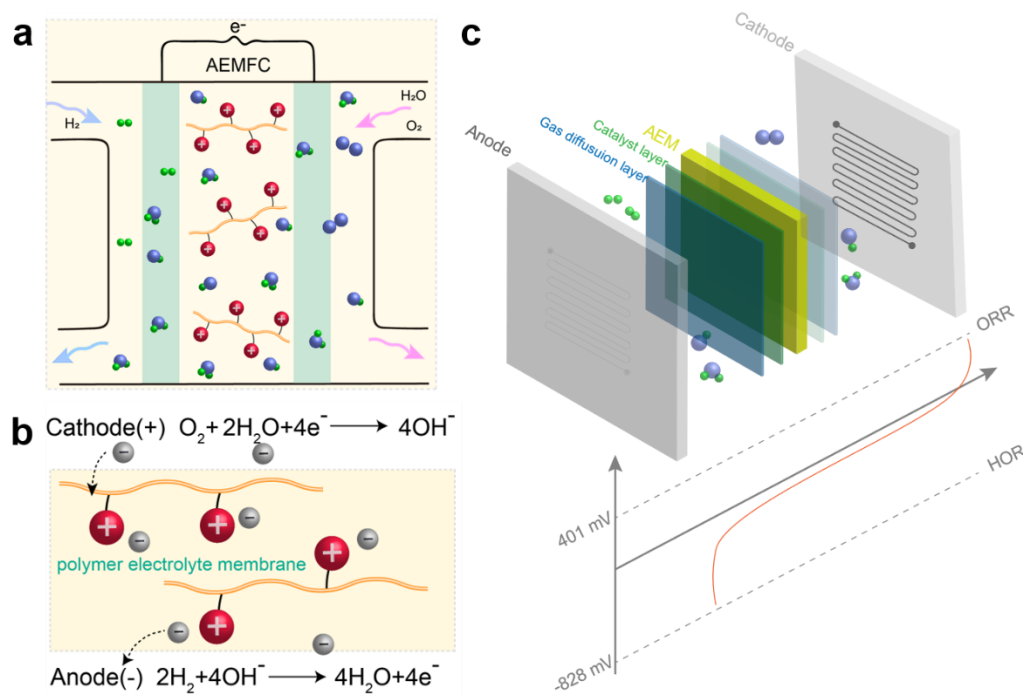 a
e⁻
AEMFC
H₂
H₂O
O₂
b
Cathode(+) O₂+2H₂O+4e⁻ ⟶ 4OH⁻
+ + − − − −
polymer electrolyte membrane
Anode(-) 2H₂+4OH⁻ ⟶ 4H₂O+4e⁻
c
Cathode
AEM
Catalyst layer
Gas diffusuion layer
Anode
ORR
HOR
401 mV
-828 mV